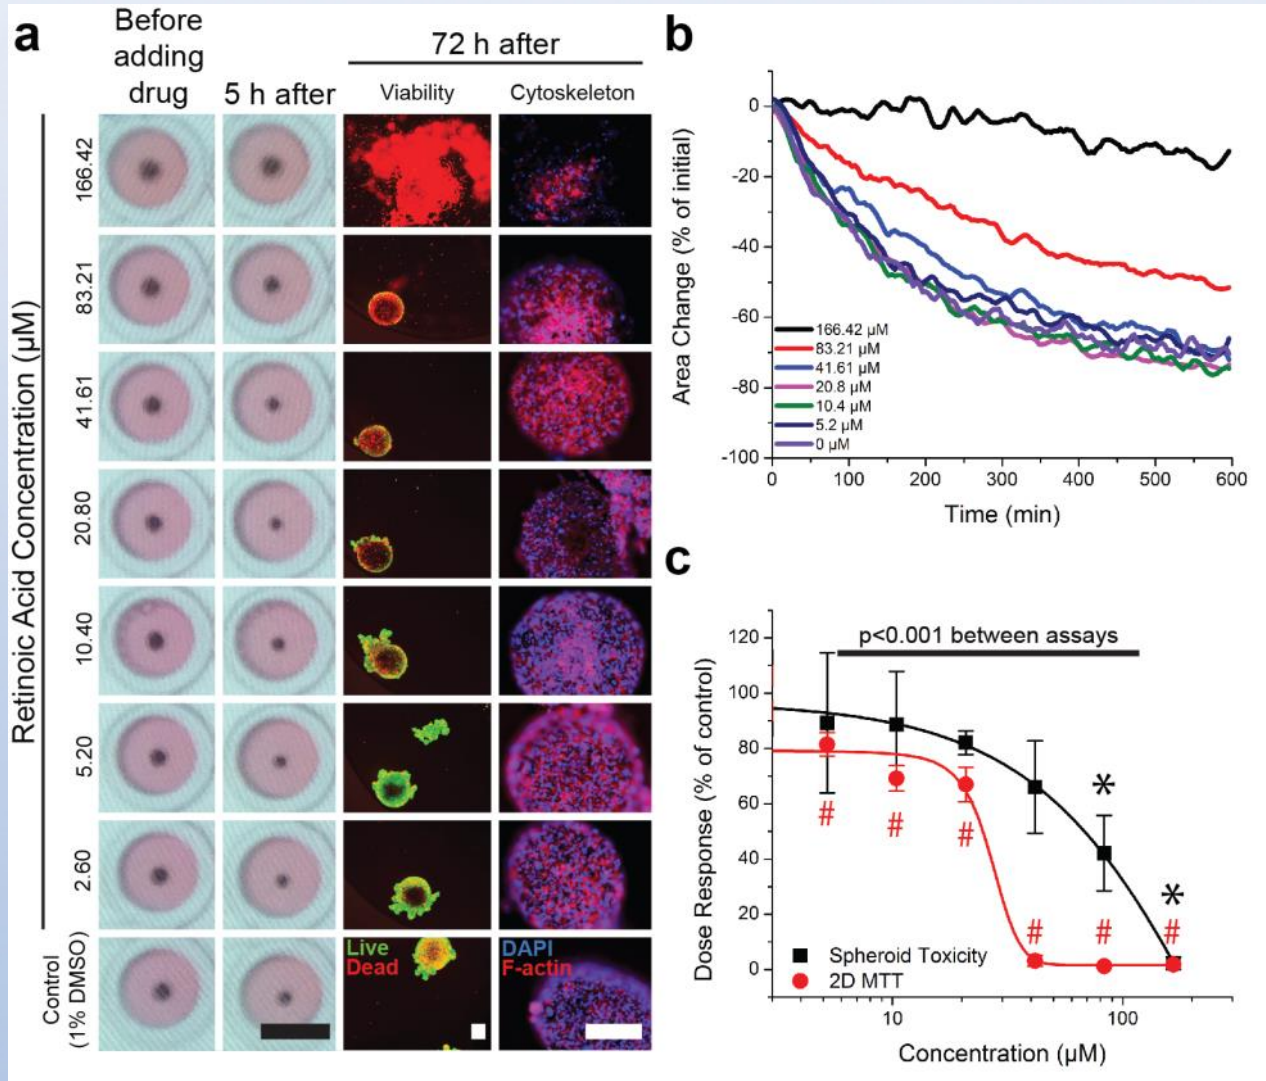 a
Before
adding
drug
5 h after
72 h after
Viability
Cytoskeleton
Retinoic Acid Concentration (µM)
166.42
83.21
41.61
20.80
10.40
5.20
2.60
Control
(1% DMSO)
Live
Dead
DAPI
F-actin
b
Area Change (% of initial)
0
-20
-40
-60
-80
-100
166.42 µM
83.21 µM
41.61 µM
20.8 µM
10.4 µM
5.2 µM
0 µM
0 100 200 300 400 500 600
Time (min)
c
Dose Response (% of control)
120
100
80
60
40
20
0
p<0.001 between assays
*
*
# # # # # #
Spheroid Toxicity
2D MTT
10 100
Concentration (µM)